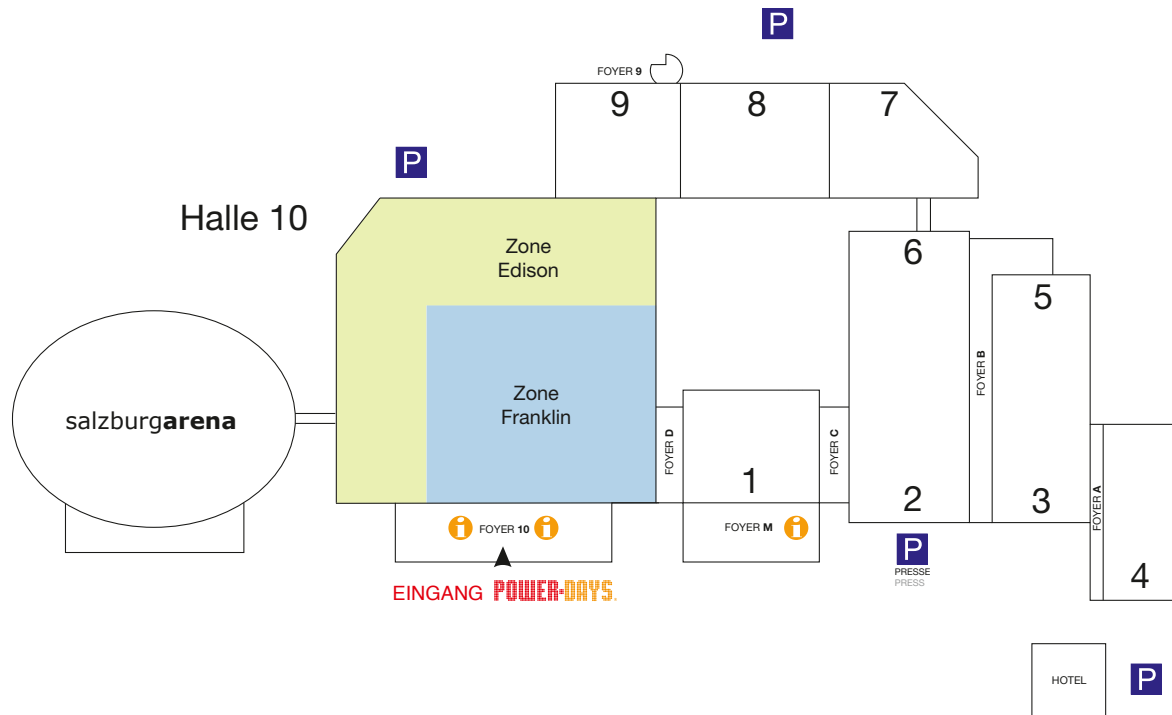 P
FOYER 9
9
8
7
P
Halle 10
Zone
Edison
6
5
Zone
Franklin
salzburgarena
FOYER D
1
FOYER C
2
FOYER B
3
FOYER A
4
i FOYER 10 i
FOYER M i
P
PRESSE
PRESS
EINGANG POWER-DAYS.
HOTEL
P